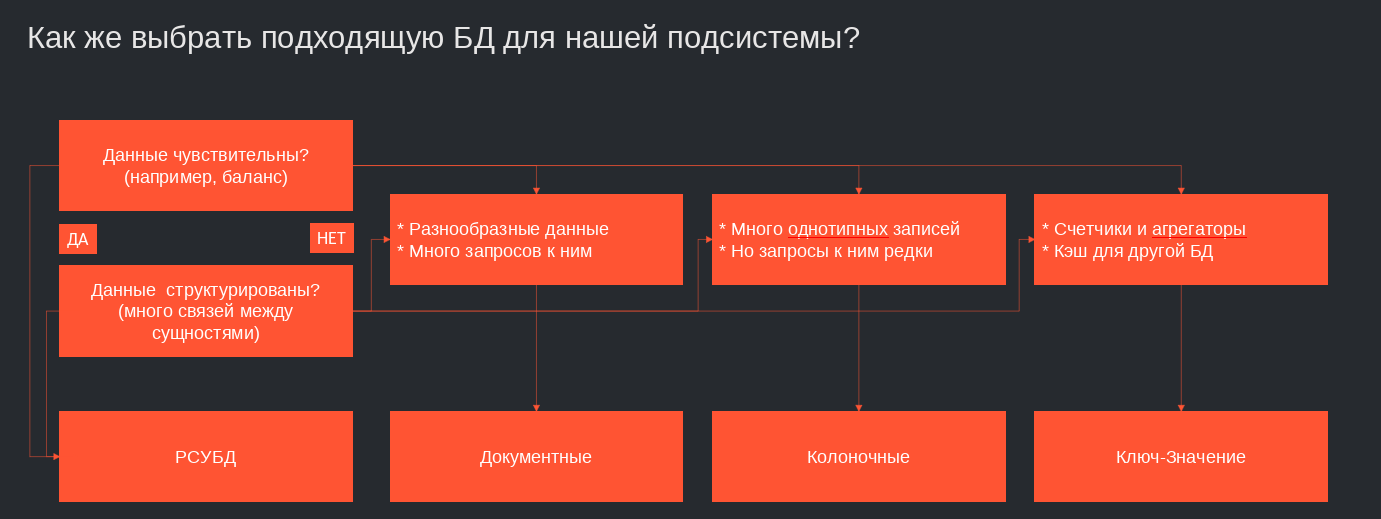 Как же выбрать подходящую БД для нашей подсистемы?
Данные чувствительны?
(например, баланс)
ДА
НЕТ
Данные  структурированы?
(много связей между
сущностями)
* Разнообразные данные
* Много запросов к ним
* Много однотипных записей
* Но запросы к ним редки
* Счетчики и агрегаторы
* Кэш для другой БД
РСУБД
Документные
Колоночные
Ключ-Значение